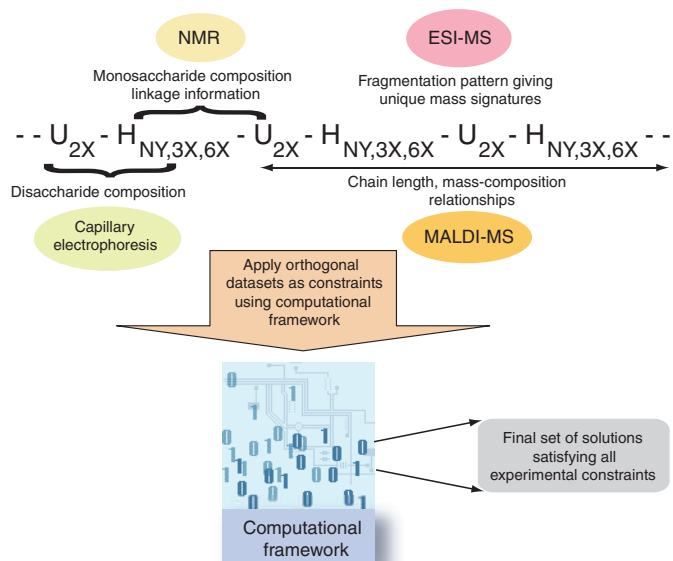 NMR
ESI-MS
Monosaccharide composition
linkage information
Fragmentation pattern giving
unique mass signatures
- - U2X - HNY,3X,6X - U2X - HNY,3X,6X - U2X - HNY,3X,6X - -
Disaccharide composition
Chain length, mass-composition
relationships
Capillary
electrophoresis
MALDI-MS
Apply orthogonal
datasets as constraints
using computational
framework
Final set of solutions
satisfying all
experimental constraints
Computational
framework